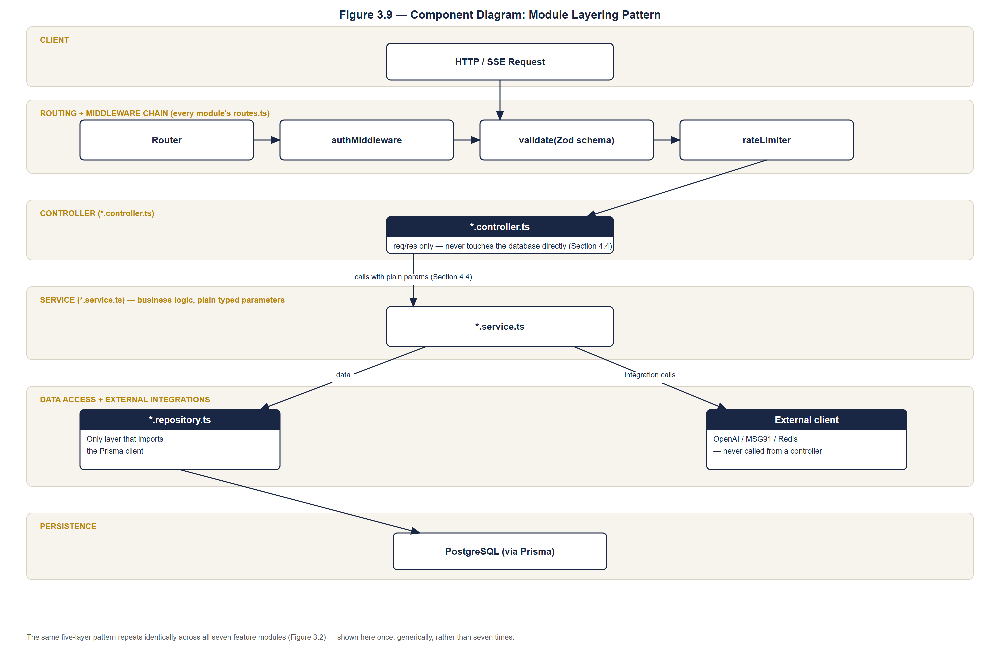 Figure 3.9 — Component Diagram: Module Layering Pattern
CLIENT
HTTP / SSE Request
ROUTING + MIDDLEWARE CHAIN (every module's routes.ts)
Router
authMiddleware
validate(Zod schema)
rateLimiter
CONTROLLER (*.controller.ts)
*.controller.ts
req/res only — never touches the database directly (Section 4.4)
calls with plain params (Section 4.4)
SERVICE (*.service.ts) — business logic, plain typed parameters
*.service.ts
data
integration calls
DATA ACCESS + EXTERNAL INTEGRATIONS
*.repository.ts
Only layer that imports
the Prisma client
External client
OpenAI / MSG91 / Redis
— never called from a controller
PERSISTENCE
PostgreSQL (via Prisma)
The same five-layer pattern repeats identically across all seven feature modules (Figure 3.2) — shown here once, generically, rather than seven times.